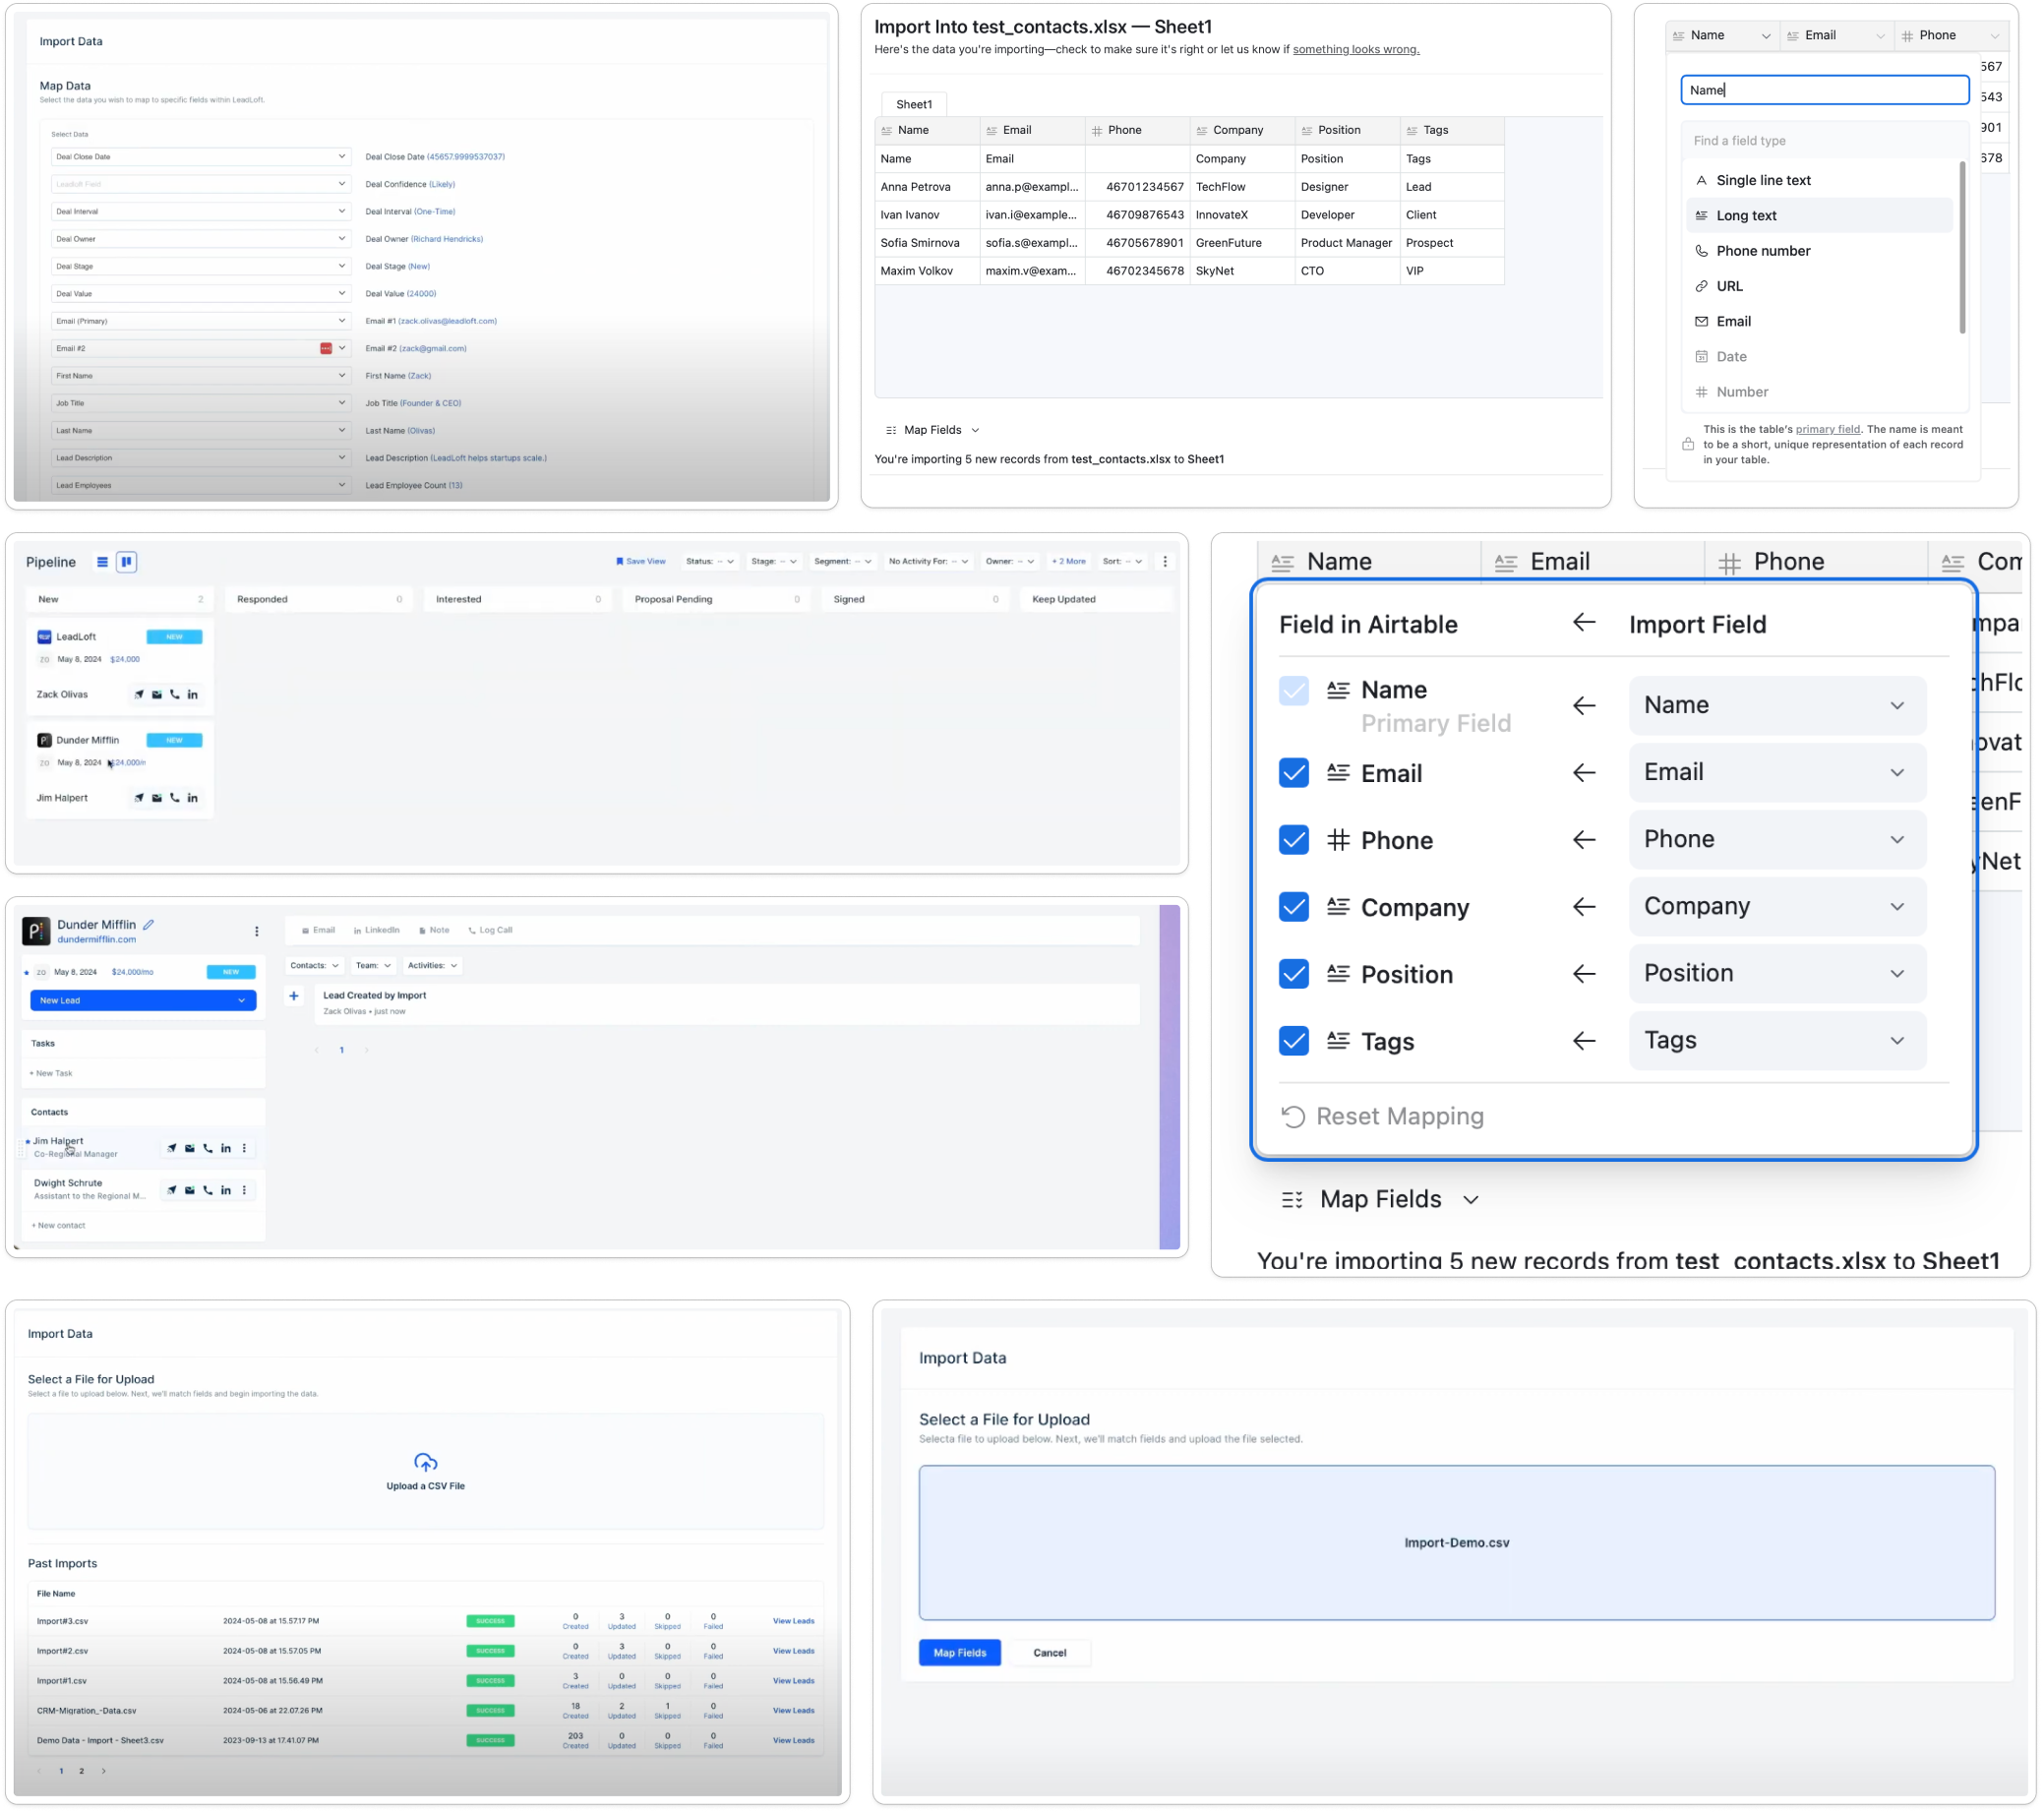 Import Data
Map Data
Select the data you wish to map to specific fields within LeadLoft.
Select Data
Deal Close Date
Deal Close Date (45657.9999537037)
LeadLoft Field
Deal Confidence (Likely)
Deal Interval
Deal Interval (One-Time)
Deal Owner
Deal Owner (Richard Hendricks)
Deal Stage
Deal Stage (New)
Deal Value
Deal Value (24000)
Email (Primary)
Email #1 (zack.olivas@leadloft.com)
Email #2
Email #2 (zack@gmail.com)
First Name
First Name (Zack)
Job Title
Job Title (Founder & CEO)
Last Name
Last Name (Olivas)
Lead Description
Lead Description (LeadLoft helps startups scale.)
Lead Employees
Lead Employee Count (13)
Import Into test_contacts.xlsx — Sheet1
Here's the data you're importing—check to make sure it's right or let us know if something looks wrong.
Sheet1
Name Email Phone Company Position Tags
Name Email Company Position Tags
Anna Petrova anna.p@exampl... 46701234567 TechFlow Designer Lead
Ivan Ivanov ivan.i@example... 46709876543 InnovateX Developer Client
Sofia Smirnova sofia.s@exampl... 46705678901 GreenFuture Product Manager Prospect
Maxim Volkov maxim.v@exam... 46702345678 SkyNet CTO VIP
Map Fields
You're importing 5 new records from test_contacts.xlsx to Sheet1
Name Email Phone
567
543
901
678
Name
Find a field type
Single line text
Long text
Phone number
URL
Email
Date
Number
This is the table's primary field. The name is meant
to be a short, unique representation of each record
in your table.
Pipeline
Save View Status: -- Stage: -- Segment: -- No Activity For: -- Owner: -- + 2 More Sort: --
New 2 Responded 0 Interested 0 Proposal Pending 0 Signed 0 Keep Updated
LeadLoft NEW
ZO May 8, 2024 $24,000
Zack Olivas in
Dunder Mifflin NEW
ZO May 8, 2024 $24,000/m
Jim Halpert in
Dunder Mifflin
dundermifflin.com
ZO May 8, 2024 $24,000/mo NEW
New Lead
Tasks
+ New Task
Contacts
Jim Halpert
Co-Regional Manager
in
Dwight Schrute
Assistant to the Regional M...
in
+ New contact
Email in LinkedIn Note Log Call
Contacts: Team: Activities:
+ Lead Created by Import
Zack Olivas • just now
1
Name Email Phone Com
Field in Airtable Import Field
Name Name
Primary Field
Email Email
Phone Phone
Company Company
Position Position
Tags Tags
Reset Mapping
mpa
hFlo
ovat
enF
yNet
Map Fields
You're importing 5 new records from test_contacts.xlsx to Sheet1
Import Data
Select a File for Upload
Select a file to upload below. Next, we'll match fields and begin importing the data.
Upload a CSV File
Past Imports
File Name
Import#3.csv 2024-05-08 at 15.57.17 PM SUCCESS 0 Created 3 Updated 0 Skipped 0 Failed View Leads
Import#2.csv 2024-05-08 at 15.57.05 PM SUCCESS 0 Created 3 Updated 0 Skipped 0 Failed View Leads
Import#1.csv 2024-05-08 at 15.56.49 PM SUCCESS 3 Created 0 Updated 0 Skipped 0 Failed View Leads
CRM-Migration_-Data.csv 2024-05-06 at 22.07.26 PM SUCCESS 18 Created 2 Updated 1 Skipped 0 Failed View Leads
Demo Data - Import - Sheet3.csv 2023-09-13 at 17.41.07 PM SUCCESS 203 Created 0 Updated 0 Skipped 0 Failed View Leads
1 2
Import Data
Select a File for Upload
Selecta file to upload below. Next, we'll match fields and upload the file selected.
Import-Demo.csv
Map Fields Cancel